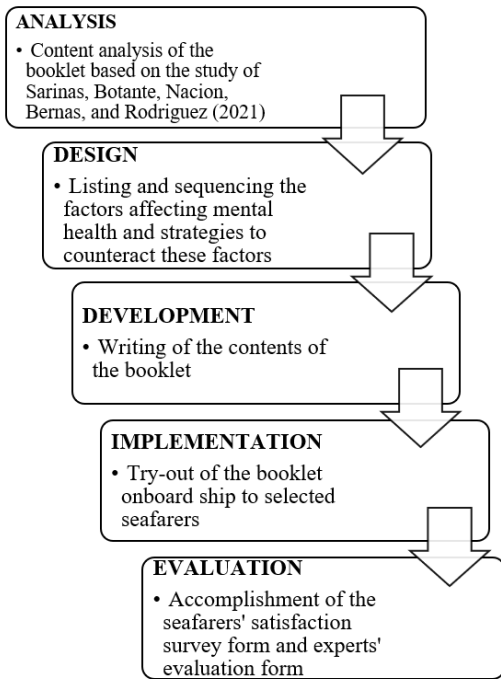 ANALYSIS
• Content analysis of the
booklet based on the study of
Sarinas, Botante, Nacion,
Bernas, and Rodriguez (2021)
DESIGN
• Listing and sequencing the
factors affecting mental
health and strategies to
counteract these factors
DEVELOPMENT
• Writing of the contents of
the booklet
IMPLEMENTATION
• Try-out of the booklet
onboard ship to selected
seafarers
EVALUATION
• Accomplishment of the
seafarers' satisfaction
survey form and experts'
evaluation form